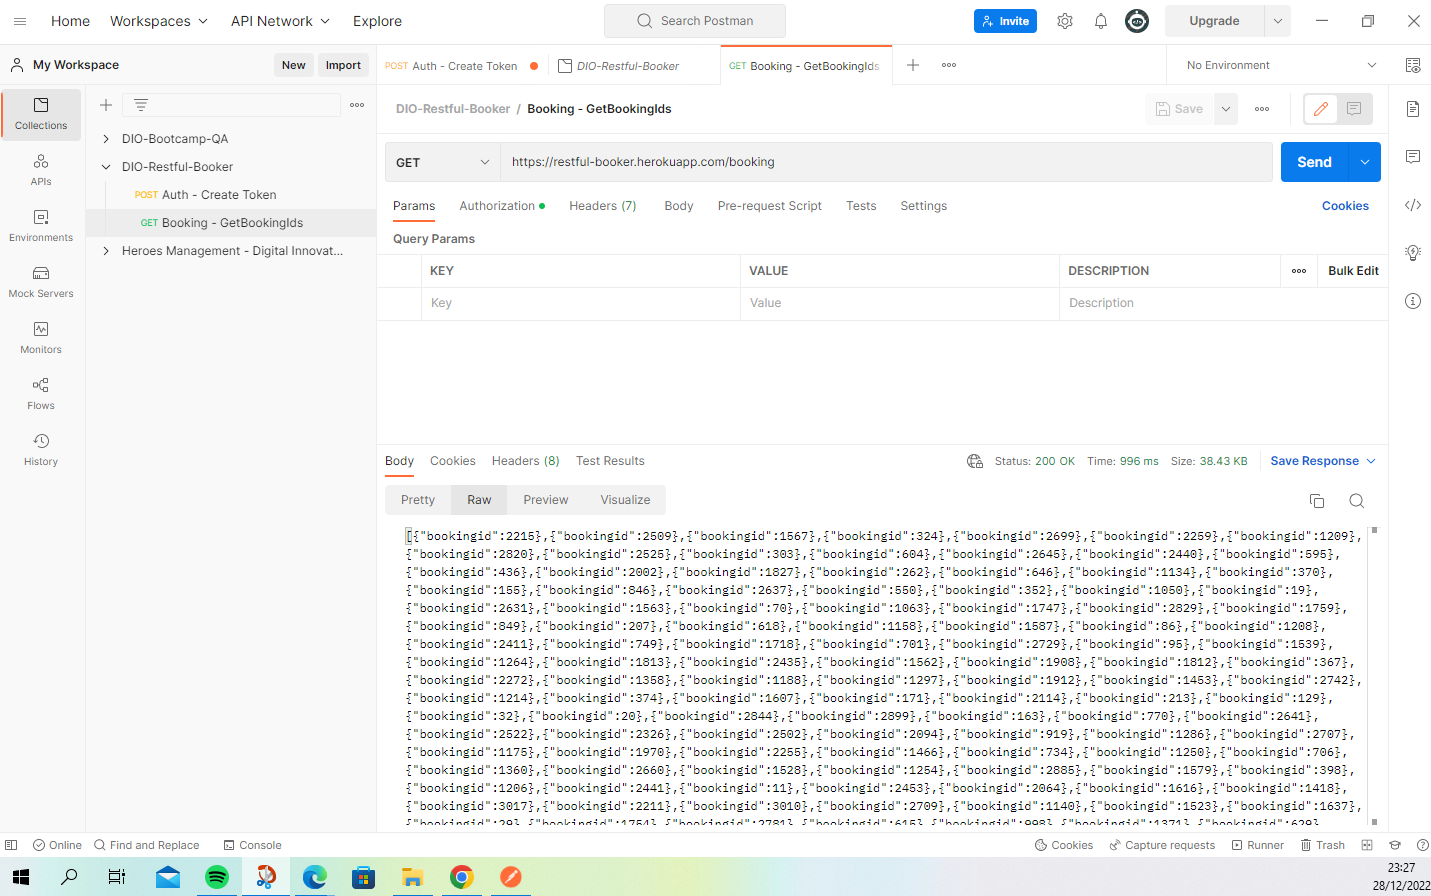 Home Workspaces API Network Explore Search Postman Invite Upgrade
My Workspace New Import POST Auth - Create Token DIO-Restful-Booker GET Booking - GetBookingIds No Environment
Collections
APIs
Environments
Mock Servers
Monitors
Flows
History
DIO-Bootcamp-QA
DIO-Restful-Booker
POST Auth - Create Token
GET Booking - GetBookingIds
Heroes Management - Digital Innovat...
DIO-Restful-Booker / Booking - GetBookingIds Save
GET https://restful-booker.herokuapp.com/booking Send
Params Authorization Headers (7) Body Pre-request Script Tests Settings Cookies
Query Params
KEY VALUE DESCRIPTION Bulk Edit
Key Value Description
Body Cookies Headers (8) Test Results Status: 200 OK Time: 996 ms Size: 38.43 KB Save Response
Pretty Raw Preview Visualize
[{"bookingid":2215},{"bookingid":2509},{"bookingid":1567},{"bookingid":324},{"bookingid":2699},{"bookingid":2259},{"bookingid":1209},
{"bookingid":2820},{"bookingid":2525},{"bookingid":303},{"bookingid":604},{"bookingid":2645},{"bookingid":2440},{"bookingid":595},
{"bookingid":436},{"bookingid":2002},{"bookingid":1827},{"bookingid":262},{"bookingid":646},{"bookingid":1134},{"bookingid":370},
{"bookingid":155},{"bookingid":846},{"bookingid":2637},{"bookingid":550},{"bookingid":352},{"bookingid":1050},{"bookingid":19},
{"bookingid":2631},{"bookingid":1563},{"bookingid":70},{"bookingid":1063},{"bookingid":1747},{"bookingid":2829},{"bookingid":1759},
{"bookingid":849},{"bookingid":207},{"bookingid":618},{"bookingid":1158},{"bookingid":1587},{"bookingid":86},{"bookingid":1208},
{"bookingid":2411},{"bookingid":749},{"bookingid":1718},{"bookingid":701},{"bookingid":2729},{"bookingid":95},{"bookingid":1539},
{"bookingid":1264},{"bookingid":1813},{"bookingid":2435},{"bookingid":1562},{"bookingid":1908},{"bookingid":1812},{"bookingid":367},
{"bookingid":2272},{"bookingid":1358},{"bookingid":1188},{"bookingid":1297},{"bookingid":1912},{"bookingid":1453},{"bookingid":2742},
{"bookingid":1214},{"bookingid":374},{"bookingid":1607},{"bookingid":171},{"bookingid":2114},{"bookingid":213},{"bookingid":129},
{"bookingid":32},{"bookingid":20},{"bookingid":2844},{"bookingid":2899},{"bookingid":163},{"bookingid":770},{"bookingid":2641},
{"bookingid":2522},{"bookingid":2326},{"bookingid":2502},{"bookingid":2094},{"bookingid":919},{"bookingid":1286},{"bookingid":2707},
{"bookingid":1175},{"bookingid":1970},{"bookingid":2255},{"bookingid":1466},{"bookingid":734},{"bookingid":1250},{"bookingid":706},
{"bookingid":1360},{"bookingid":2660},{"bookingid":1528},{"bookingid":1254},{"bookingid":2885},{"bookingid":1579},{"bookingid":398},
{"bookingid":1206},{"bookingid":2441},{"bookingid":11},{"bookingid":2453},{"bookingid":2064},{"bookingid":1616},{"bookingid":1418},
{"bookingid":3017},{"bookingid":2211},{"bookingid":3010},{"bookingid":2709},{"bookingid":1140},{"bookingid":1523},{"bookingid":1637},
{"bookingid":29},{"bookingid":1754},{"bookingid":2781},{"bookingid":615},{"bookingid":998},{"bookingid":1371},{"bookingid":629},
Online Find and Replace Console Cookies Capture requests Runner Trash
23:27
28/12/2022